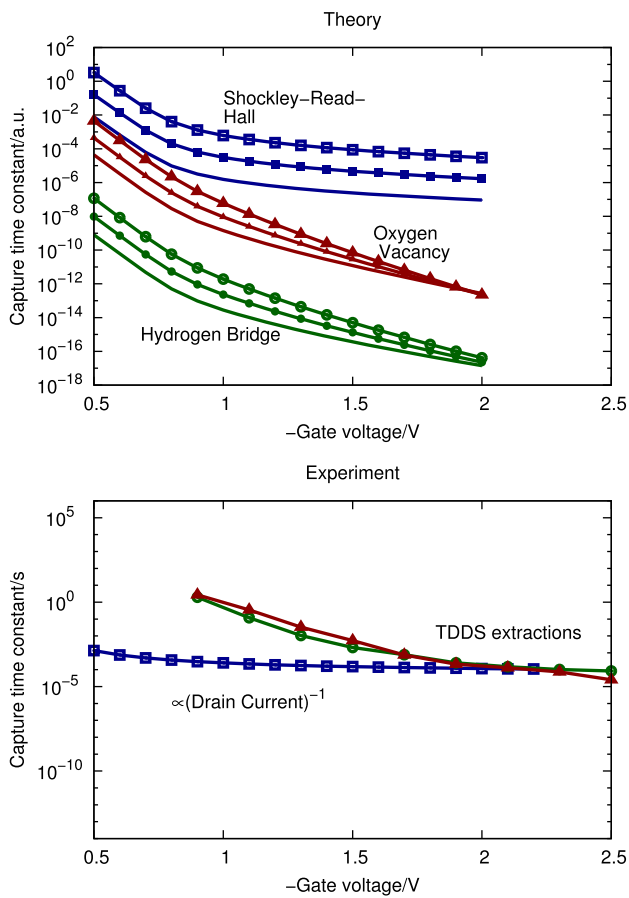 Theory
Capture time constant/a.u.
10^2
10^0
10^−2
10^−4
10^−6
10^−8
10^−10
10^−12
10^−14
10^−16
10^−18
Shockley−Read−
Hall
Oxygen
Vacancy
Hydrogen Bridge
0.5 1 1.5 2 2.5
−Gate voltage/V
Experiment
Capture time constant/s
10^5
10^0
10^−5
10^−10
TDDS extractions
∝(Drain Current)^−1
0.5 1 1.5 2 2.5
−Gate voltage/V